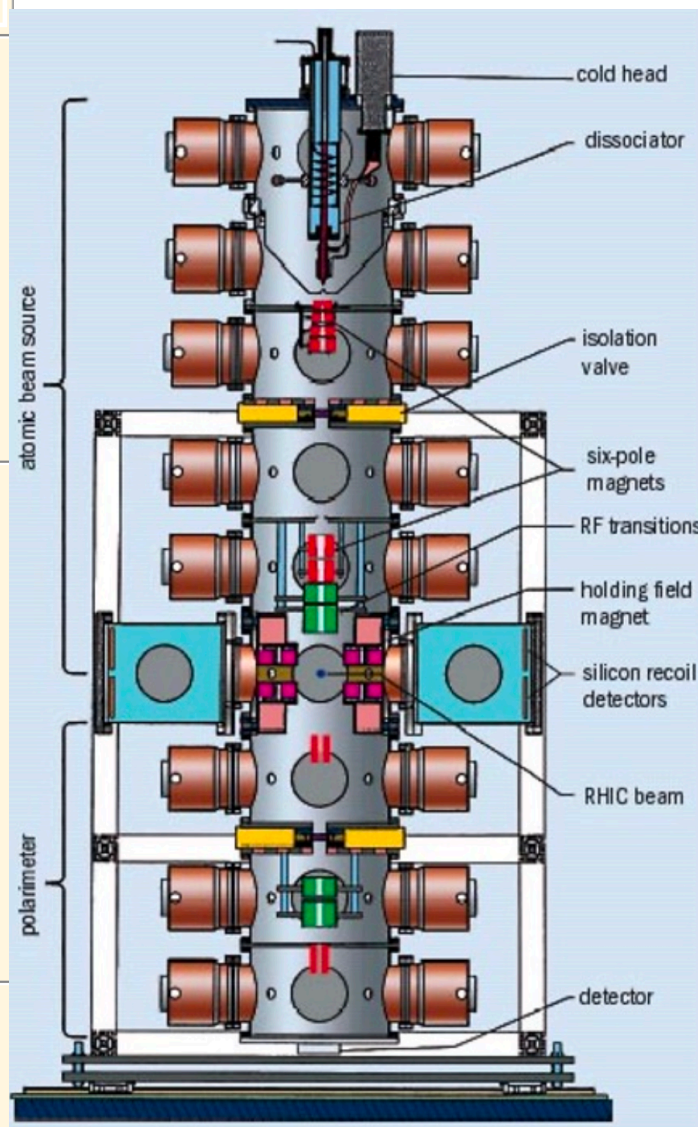 cold head
dissociator
atomic beam source
isolation
valve
six-pole
magnets
RF transitions
holding field
magnet
silicon recoil
detectors
RHIC beam
polarimeter
detector